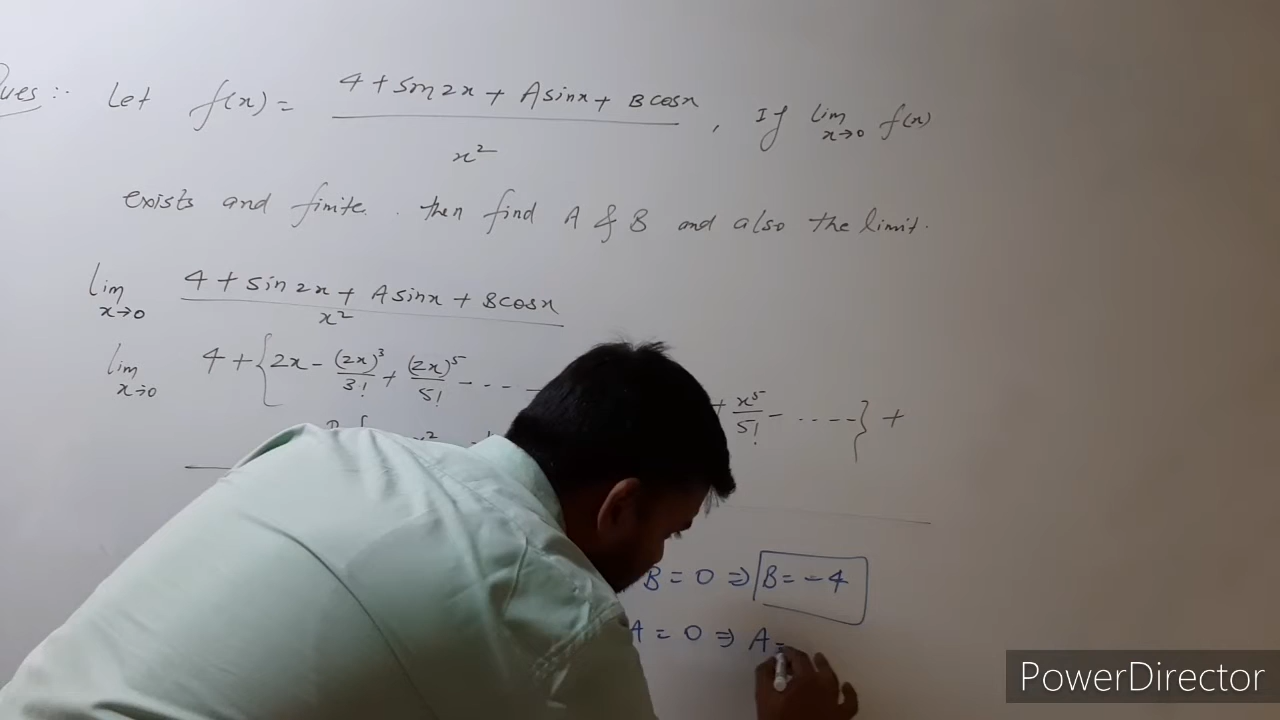 Ques :- Let f(x) = 4 + Sin 2x + A sinx + B cosx / x² , If lim x→0 f(x)
exists and finite. then find A & B and also the limit.
lim x→0 4 + sin 2x + A sinx + B cosx / x²
lim x→0 4 + { 2x - (2x)³/3! + (2x)⁵/5! - ....
+ x⁵/5! - ..... } +
B = 0 ⇒ B = -4
A = 0 ⇒ A =
PowerDirector